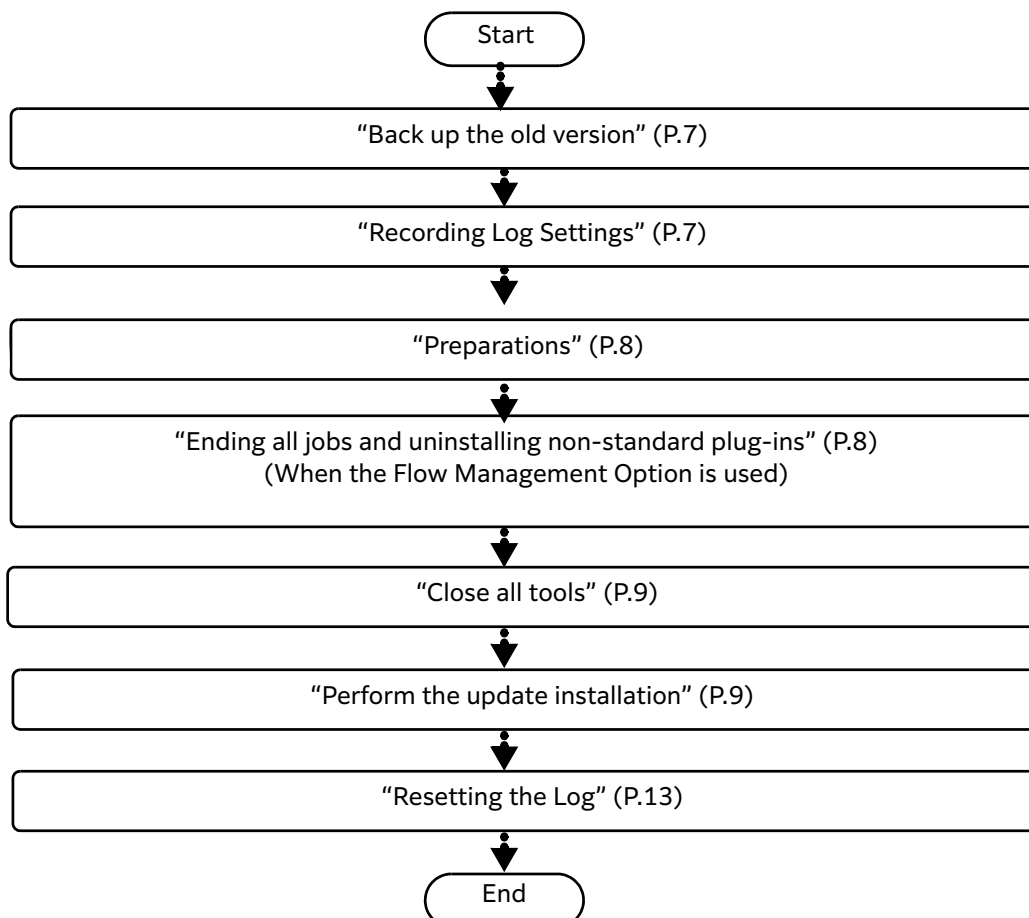 Start
“Back up the old version” (P.7)
“Recording Log Settings” (P.7)
“Preparations” (P.8)
“Ending all jobs and uninstalling non-standard plug-ins” (P.8)
(When the Flow Management Option is used)
“Close all tools” (P.9)
“Perform the update installation” (P.9)
“Resetting the Log” (P.13)
End